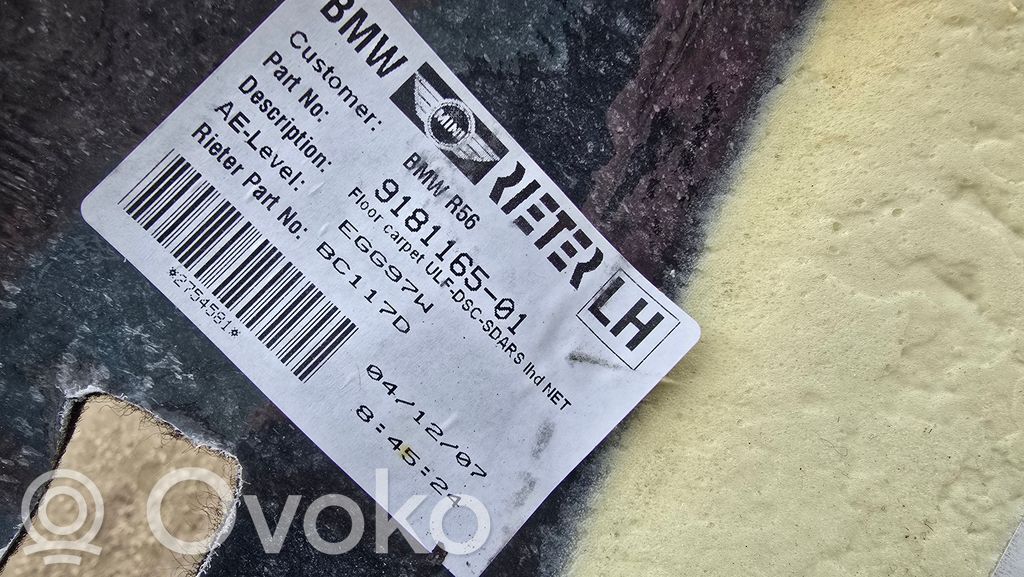 BMW
MINI
RIETER
LH
Customer: BMW R56
Part No: 9181165-01
Description: Floor carpet ULF-DSC-SDARS lhd NET
AE-Level: EGG97W
Rieter Part No: BC117D
04/12/07
8:45:24
*2754581*
Ovoko